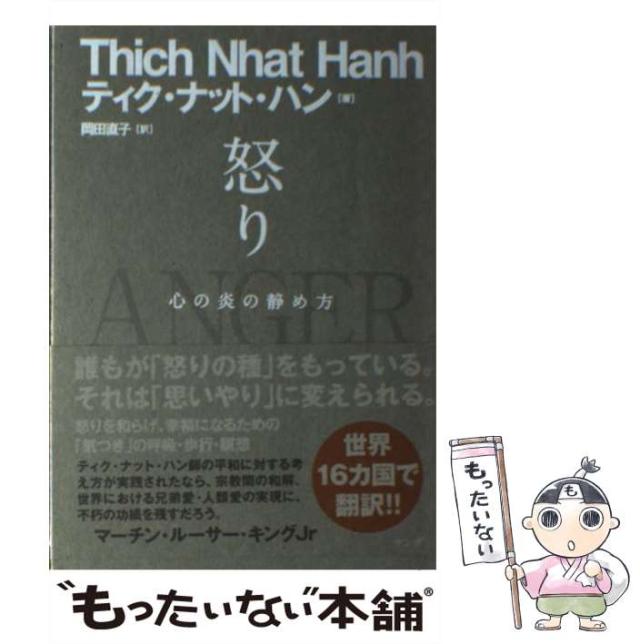 Thich Nhat Hanh
ティク・ナット・ハン［著］
岡田直子［訳］
怒り
ANGER
心の炎の静め方
誰もが「怒りの種」をもっている。
それは「思いやり」に変えられる。
怒りを和らげ、幸福になるための
「気づき」の呼吸・歩行・瞑想
ティク・ナット・ハン師の平和に対する考
え方が実践されたなら、宗教間の和解、
世界における兄弟愛・人類愛の実現に、
不朽の功績を残すだろう。
マーチン・ルーサー・キングJr
世界
16カ国で
翻訳!!
“もったいない”本舗®
もったいない
も